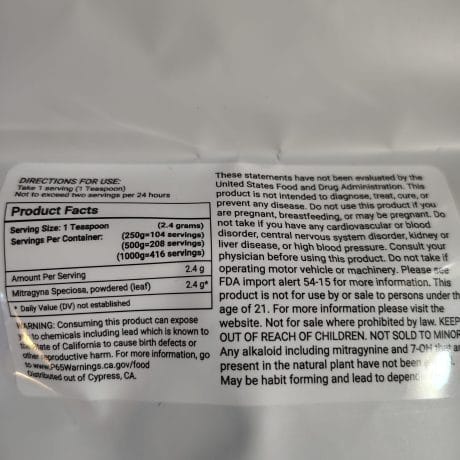 DIRECTIONS FOR USE:
Take 1 serving (1 Teaspoon)
Not to exceed two servings per 24 hours
Product Facts
Serving Size: 1 Teaspoon (2.4 grams)
Servings Per Container: (250g=104 servings)
(500g=208 servings)
(1000g=416 servings)
Amount Per Serving 2.4 g
Mitragyna Speciosa, powdered (leaf) 2.4 g*
* Daily Value (DV) not established
WARNING: Consuming this product can expose
to chemicals including lead which is known to
of California to cause birth defects or
other reproductive harm. For more information, go
to www.P65Warnings.ca.gov/food
Distributed out of Cypress, CA.
These statements have not been evaluated by the
United States Food and Drug Administration. This
product is not intended to diagnose, treat, cure, or
prevent any disease. Do not use this product if you
are pregnant, breastfeeding, or may be pregnant. Do
not take if you have any cardiovascular or blood
disorder, central nervous system disorder, kidney or
liver disease, or high blood pressure. Consult your
physician before using this product. Do not take if
operating motor vehicle or machinery. Please see
FDA import alert 54-15 for more information. This
product is not for use by or sale to persons under th
age of 21. For more information please visit the
website. Not for sale where prohibited by law. KEEP
OUT OF REACH OF CHILDREN. NOT SOLD TO MINOR
Any alkaloid including mitragynine and 7-OH
present in the natural plant have not been
May be habit forming and lead to depen